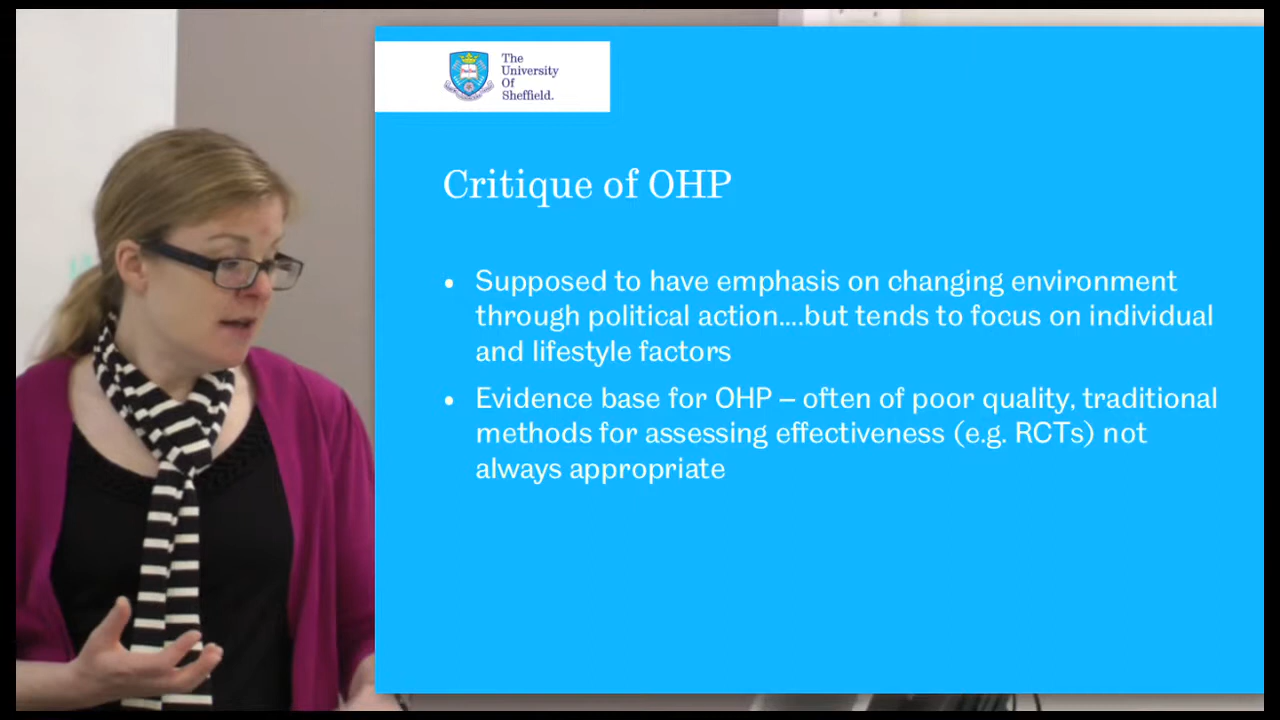 The
University
Of
Sheffield.
Critique of OHP
• Supposed to have emphasis on changing environment
through political action....but tends to focus on individual
and lifestyle factors
• Evidence base for OHP – often of poor quality, traditional
methods for assessing effectiveness (e.g. RCTs) not
always appropriate